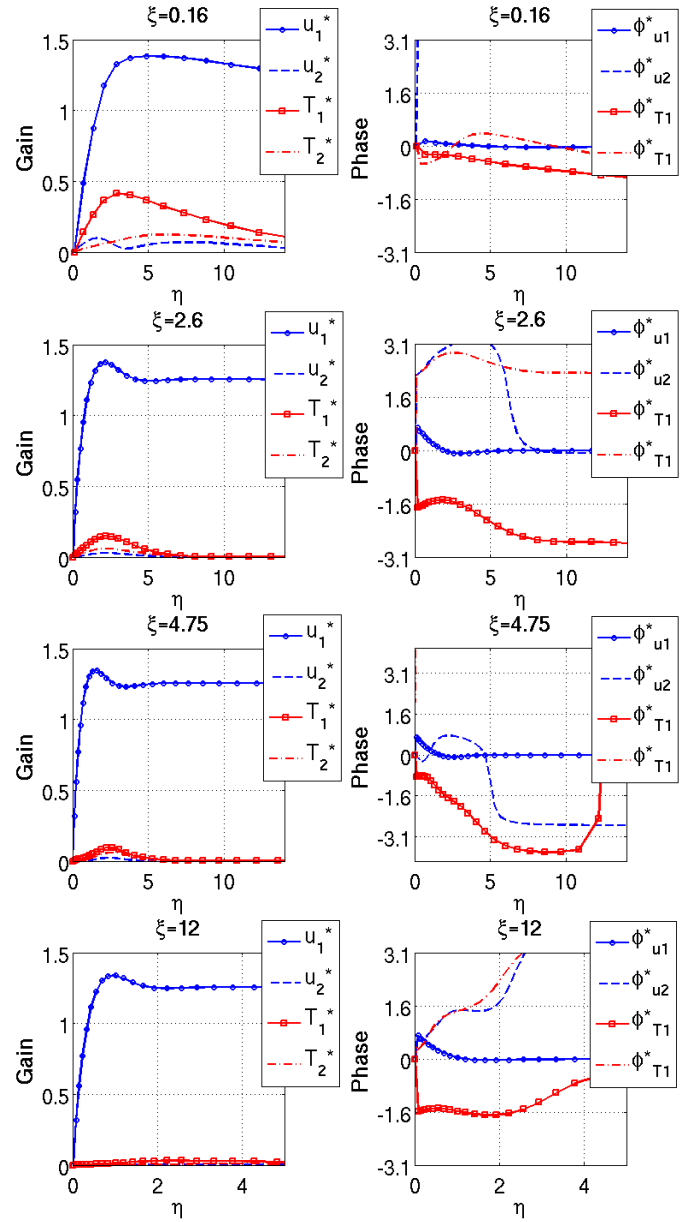 ξ=0.16
Gain
1.5
1
0.5
0
0 5 10
η
u1*
u2*
T1*
T2*
ξ=0.16
Phase
3.1
1.6
0
-1.6
-3.1
0 5 10
η
ϕ*u1
ϕ*u2
ϕ*T1
ϕ*T1
ξ=2.6
Gain
1.5
1
0.5
0
0 5 10
η
u1*
u2*
T1*
T2*
ξ=2.6
Phase
3.1
1.6
0
-1.6
-3.1
0 5 10
η
ϕ*u1
ϕ*u2
ϕ*T1
ϕ*T1
ξ=4.75
Gain
1.5
1
0.5
0
0 5 10
η
u1*
u2*
T1*
T2*
ξ=4.75
Phase
3.1
1.6
0
-1.6
-3.1
0 5 10
η
ϕ*u1
ϕ*u2
ϕ*T1
ϕ*T1
ξ=12
Gain
1.5
1
0.5
0
0 2 4
η
u1*
u2*
T1*
T2*
ξ=12
Phase
3.1
1.6
0
-1.6
-3.1
0 2 4
η
ϕ*u1
ϕ*u2
ϕ*T1
ϕ*T1